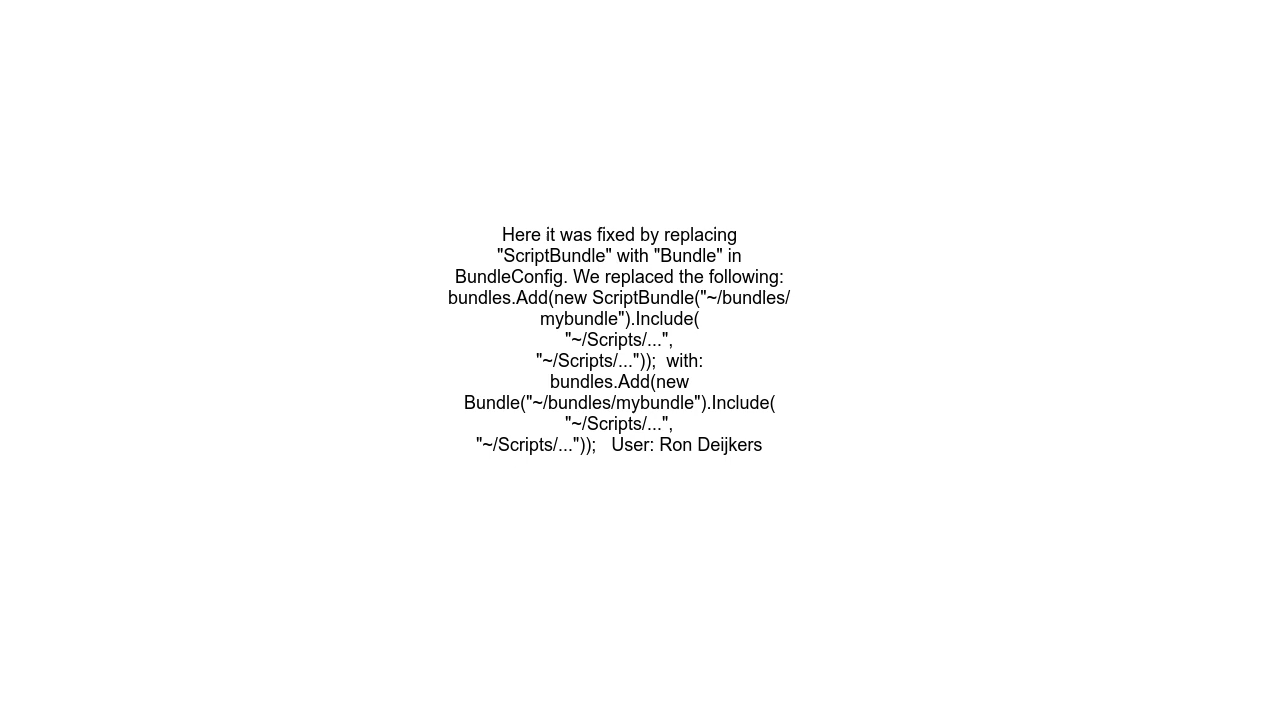 Here it was fixed by replacing
"ScriptBundle" with "Bundle" in
BundleConfig. We replaced the following:
bundles.Add(new ScriptBundle("~/bundles/
mybundle").Include(
"~/Scripts/...",
"~/Scripts/..."));  with:
bundles.Add(new
Bundle("~/bundles/mybundle").Include(
"~/Scripts/...",
"~/Scripts/..."));   User: Ron Deijkers